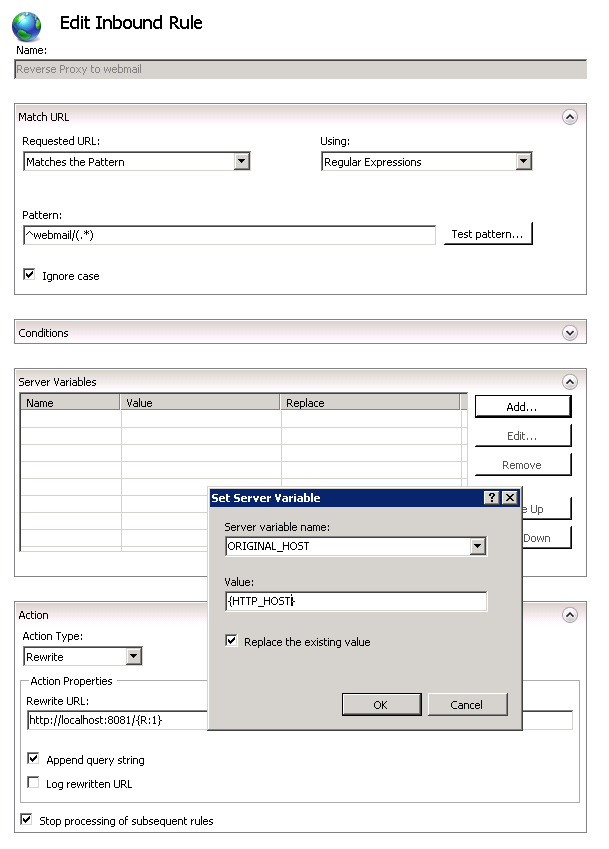 Edit Inbound Rule
Name:
Reverse Proxy to webmail
Match URL
Requested URL:
Using:
Matches the Pattern
Regular Expressions
Pattern:
^webmail/(.*)
Test pattern...
Ignore case
Conditions
Server Variables
Name Value Replace
Add...
Edit...
Remove
Set Server Variable
Server variable name:
ORIGINAL_HOST
Value:
{HTTP_HOST}
Replace the existing value
OK
Cancel
e Up
Down
Action
Action Type:
Rewrite
Action Properties
Rewrite URL:
http://localhost:8081/{R:1}
Append query string
Log rewritten URL
Stop processing of subsequent rules